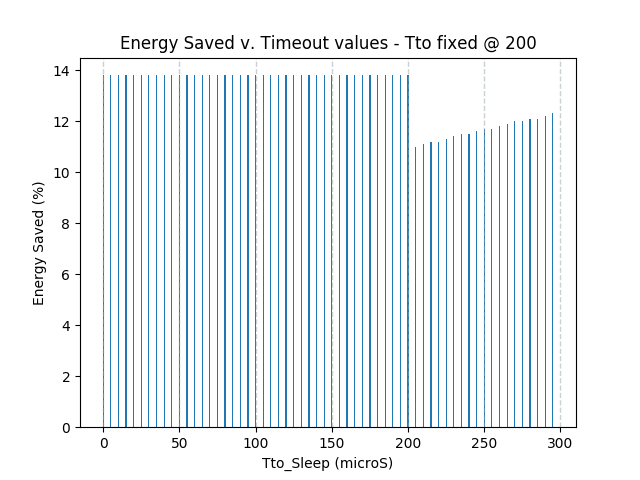 Energy Saved v. Timeout values - Tto fixed @ 200
14
12
10
8
6
4
2
0
Energy Saved (%)
0 50 100 150 200 250 300
Tto_Sleep (microS)